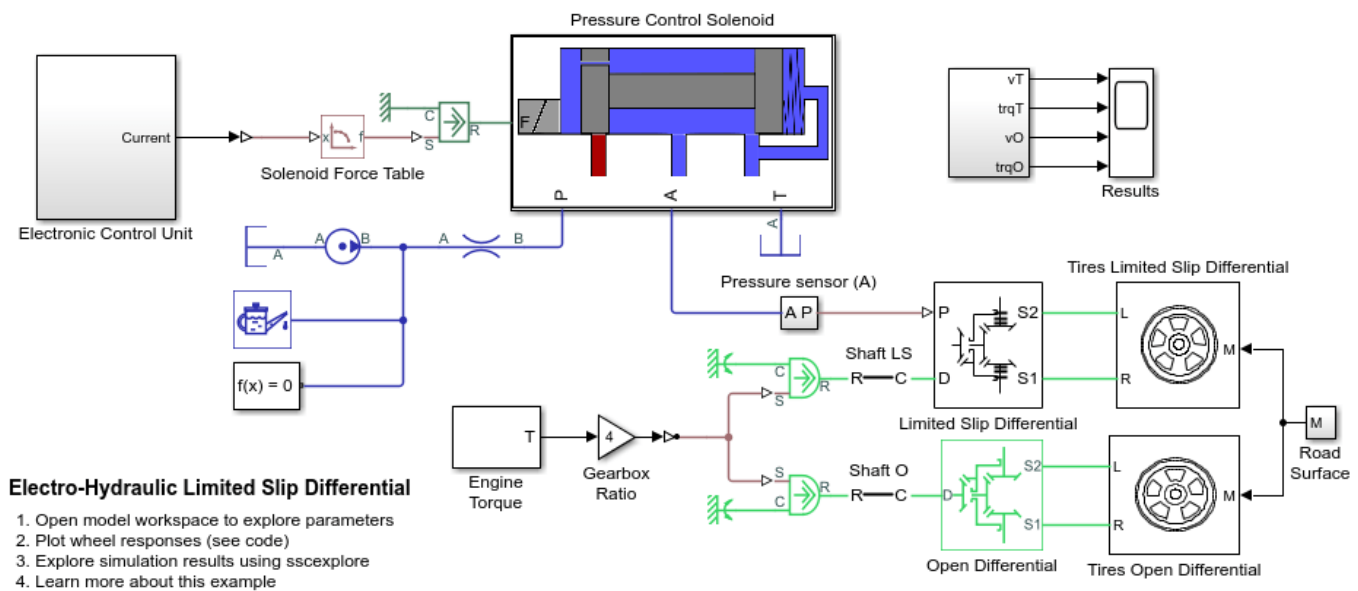 Pressure Control Solenoid
Current
Electronic Control Unit
x
f
Solenoid Force Table
C
S
R
F
P
A
T
A
vT
trqT
vO
trqO
Results
A
A
B
A
B
f(x) = 0
Pressure sensor (A)
A P
P
D
S2
S1
Limited Slip Differential
Tires Limited Slip Differential
L
R
M
M
Road
Surface
T
Engine
Torque
4
Gearbox
Ratio
C
S
R
Shaft LS
R
C
S
C
R
Shaft O
R
C
D
S2
S1
Open Differential
L
R
M
Tires Open Differential
Electro-Hydraulic Limited Slip Differential
1. Open model workspace to explore parameters
2. Plot wheel responses (see code)
3. Explore simulation results using sscexplore
4. Learn more about this example